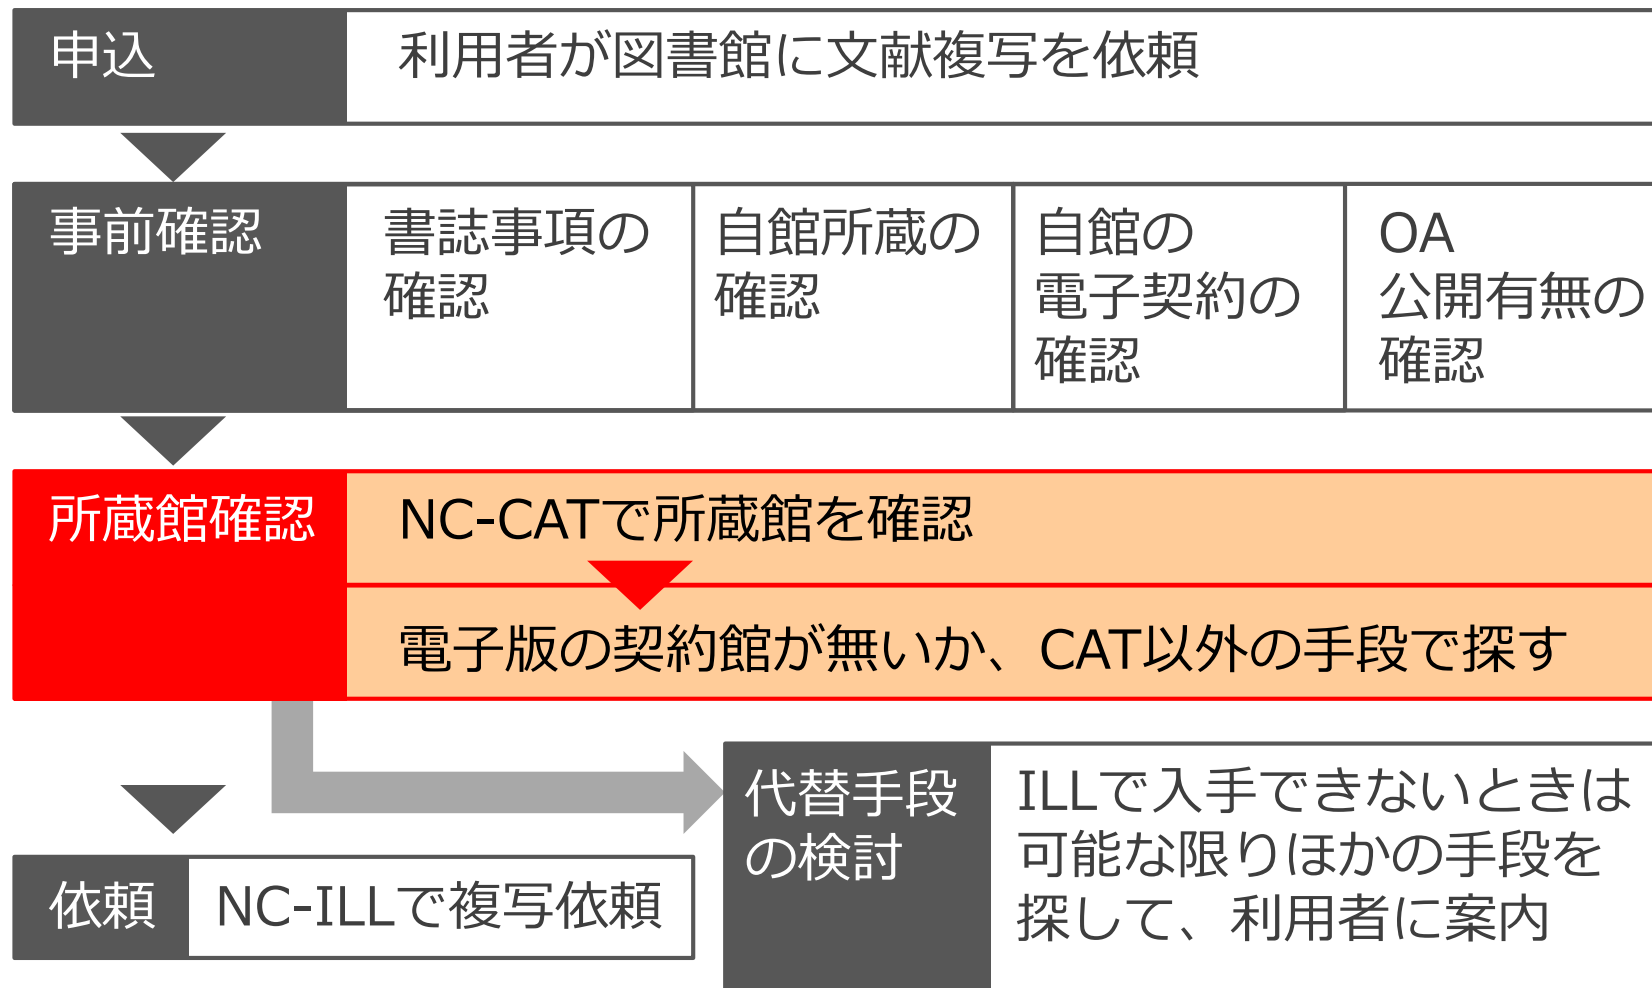 申込
利用者が図書館に文献複写を依頼
事前確認
書誌事項の
確認
自館所蔵の
確認
自館の
電子契約の
確認
OA
公開有無の
確認
所蔵館確認
NC-CATで所蔵館を確認
電子版の契約館が無いか、CAT以外の手段で探す
代替手段
の検討
ILLで入手できないときは
可能な限りほかの手段を
探して、利用者に案内
依頼
NC-ILLで複写依頼